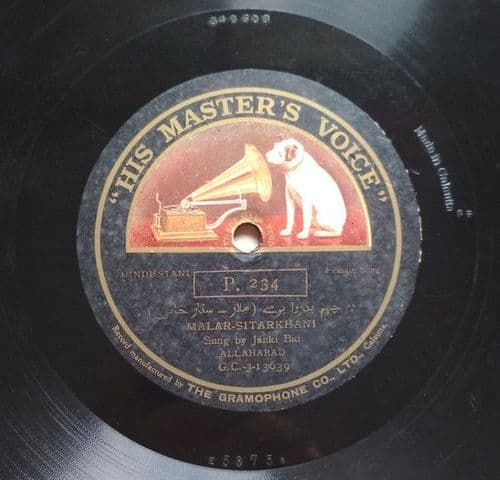 "HIS MASTER'S VOICE"
HINDUSTANI
Female Song
P. 234
MALAR-SITARKHANI
Sung by Janki Bai
ALLAHABAD
G.C.-3-13639
Record manufactured by THE GRAMOPHONE CO., LTD., Calcutta.
Made in Calcutta